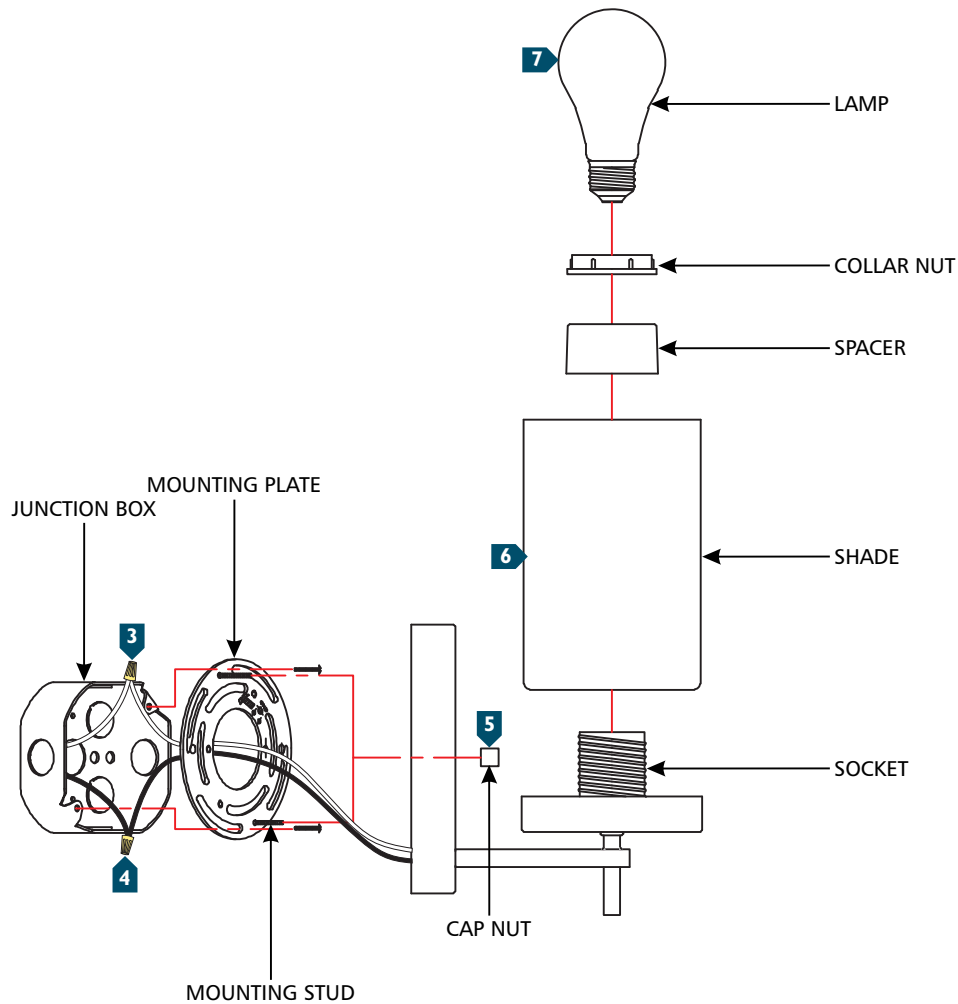 7
LAMP
COLLAR NUT
SPACER
MOUNTING PLATE
JUNCTION BOX
6
SHADE
3
5
SOCKET
4
CAP NUT
MOUNTING STUD